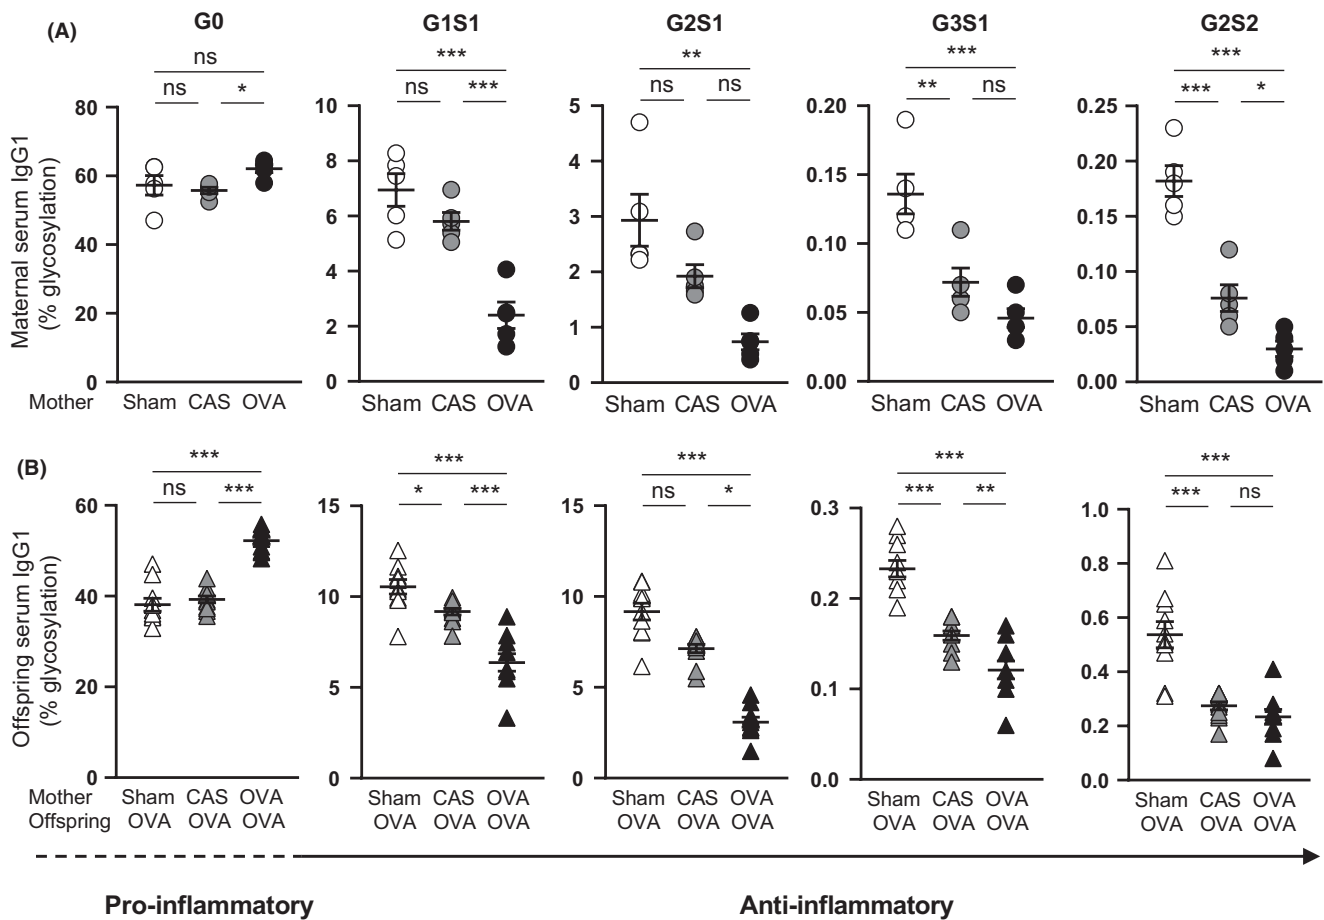 (A)
G0 G1S1 G2S1 G3S1 G2S2
ns *** ** *** ***
ns * ns *** ns ns ** ns *** *
Maternal serum IgG1
(% glycosylation)
80 10 5 0.20 0.25
60 8 4 0.15 0.20
40 6 3 0.10 0.15
20 4 2 0.05 0.10
0 2 1 0.00 0.05
0 0 0.00
Mother Sham CAS OVA Sham CAS OVA Sham CAS OVA Sham CAS OVA Sham CAS OVA
(B)
*** *** *** *** ***
ns *** * *** ns * *** ** *** ns
Offspring serum IgG1
(% glycosylation)
60 15 15 0.3 1.0
40 10 10 0.2 0.8
20 5 5 0.1 0.6
0 0 0 0.0 0.4
0.2
0.0
Mother Sham CAS OVA Sham CAS OVA Sham CAS OVA Sham CAS OVA Sham CAS OVA
Offspring OVA OVA OVA OVA OVA OVA OVA OVA OVA OVA OVA OVA OVA OVA OVA
Pro-inflammatory Anti-inflammatory